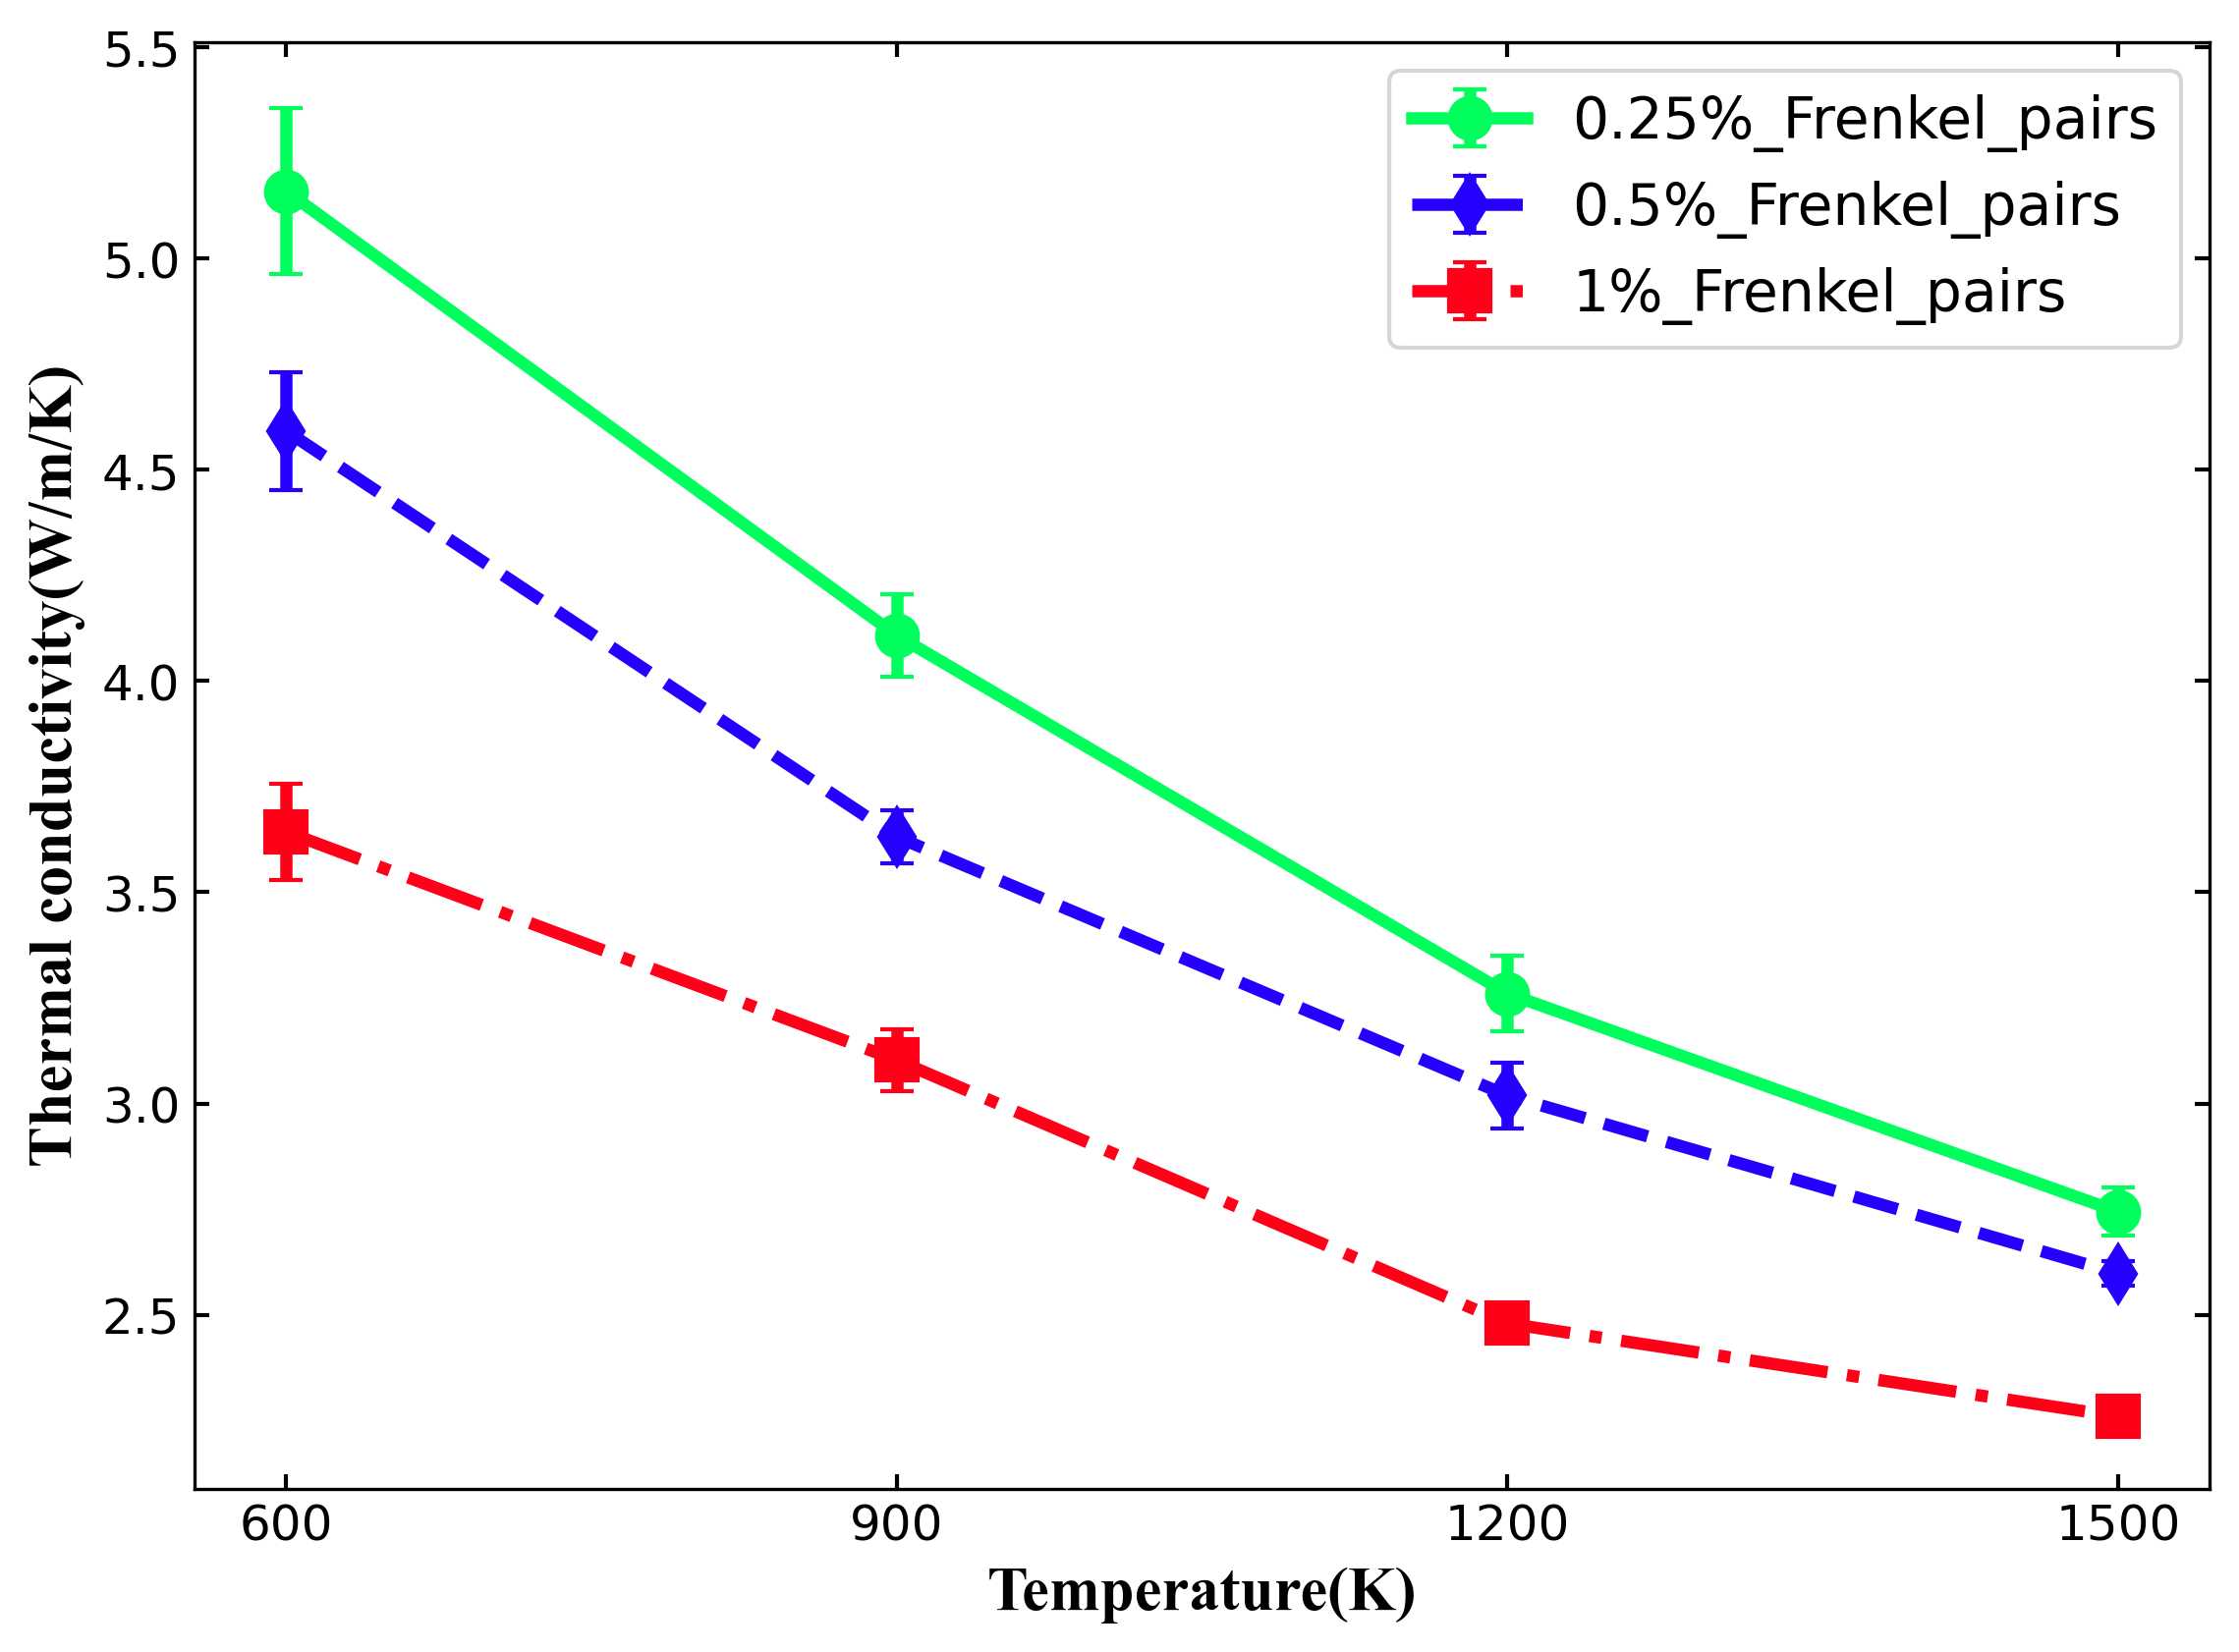 5.5
5.0
4.5
4.0
3.5
3.0
2.5
Thermal conductivity(W/m/K)
0.25%_Frenkel_pairs
0.5%_Frenkel_pairs
1%_Frenkel_pairs
600 900 1200 1500
Temperature(K)